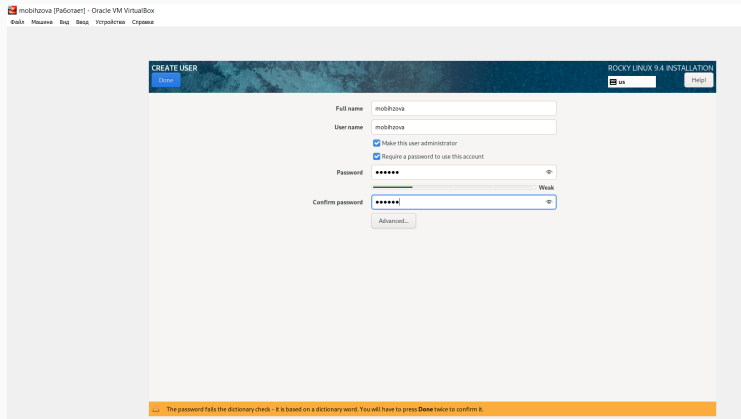 mobihzova [Работает] - Oracle VM VirtualBox
Файл Машина Вид Ввод Устройства Справка
CREATE USER
ROCKY LINUX 9.4 INSTALLATION
Done
us
Help!
Full name mobihzova
User name mobihzova
Make this user administrator
Require a password to use this account
Password ••••••
Weak
Confirm password ••••••
Advanced...
The password fails the dictionary check - it is based on a dictionary word. You will have to press Done twice to confirm it.